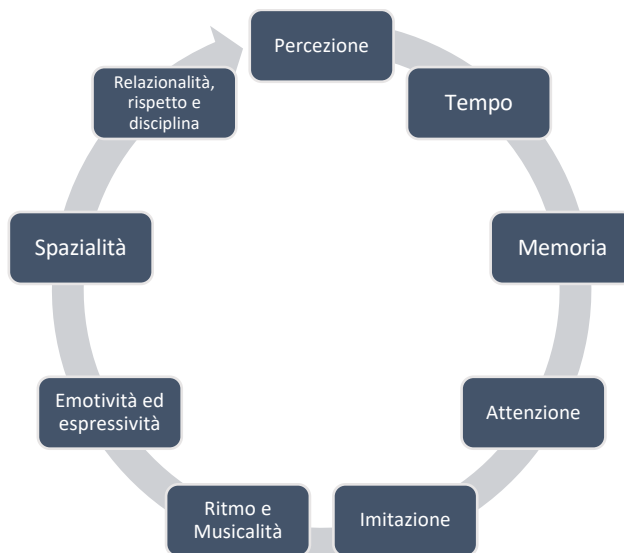 Percezione
Tempo
Memoria
Attenzione
Imitazione
Ritmo e
Musicalità
Emotività ed
espressività
Spazialità
Relazionalità,
rispetto e
disciplina